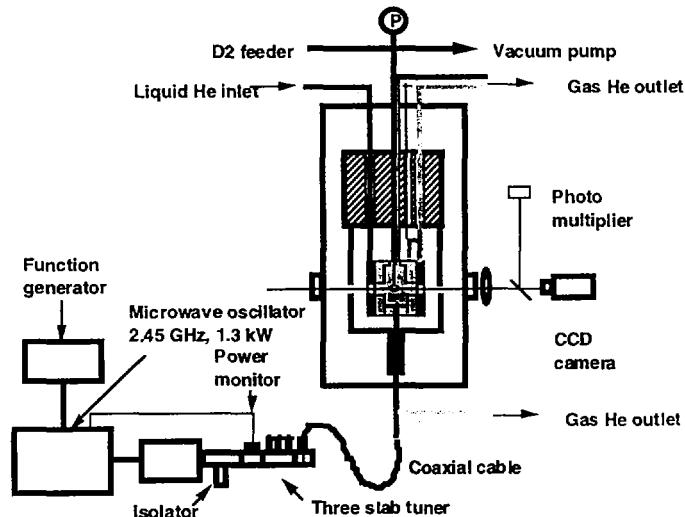 P
D2 feeder
Vacuum pump
Liquid He inlet
Gas He outlet
Photo
multiplier
Function
generator
Microwave oscillator
2.45 GHz, 1.3 kW
Power
monitor
CCD
camera
Gas He outlet
Coaxial cable
Isolator
Three slab tuner